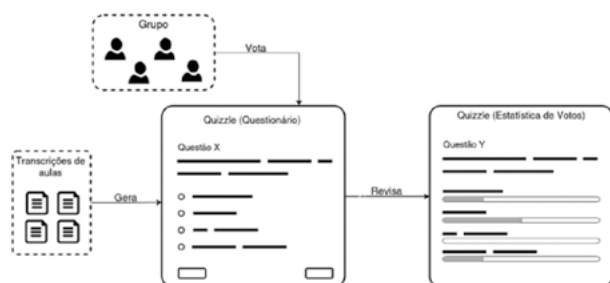 Grupo
Vota
Quizzle (Questionário)
Questão X
Transcrições de
aulas
Gera
Revisa
Quizzle (Estatística de Votos)
Questão Y